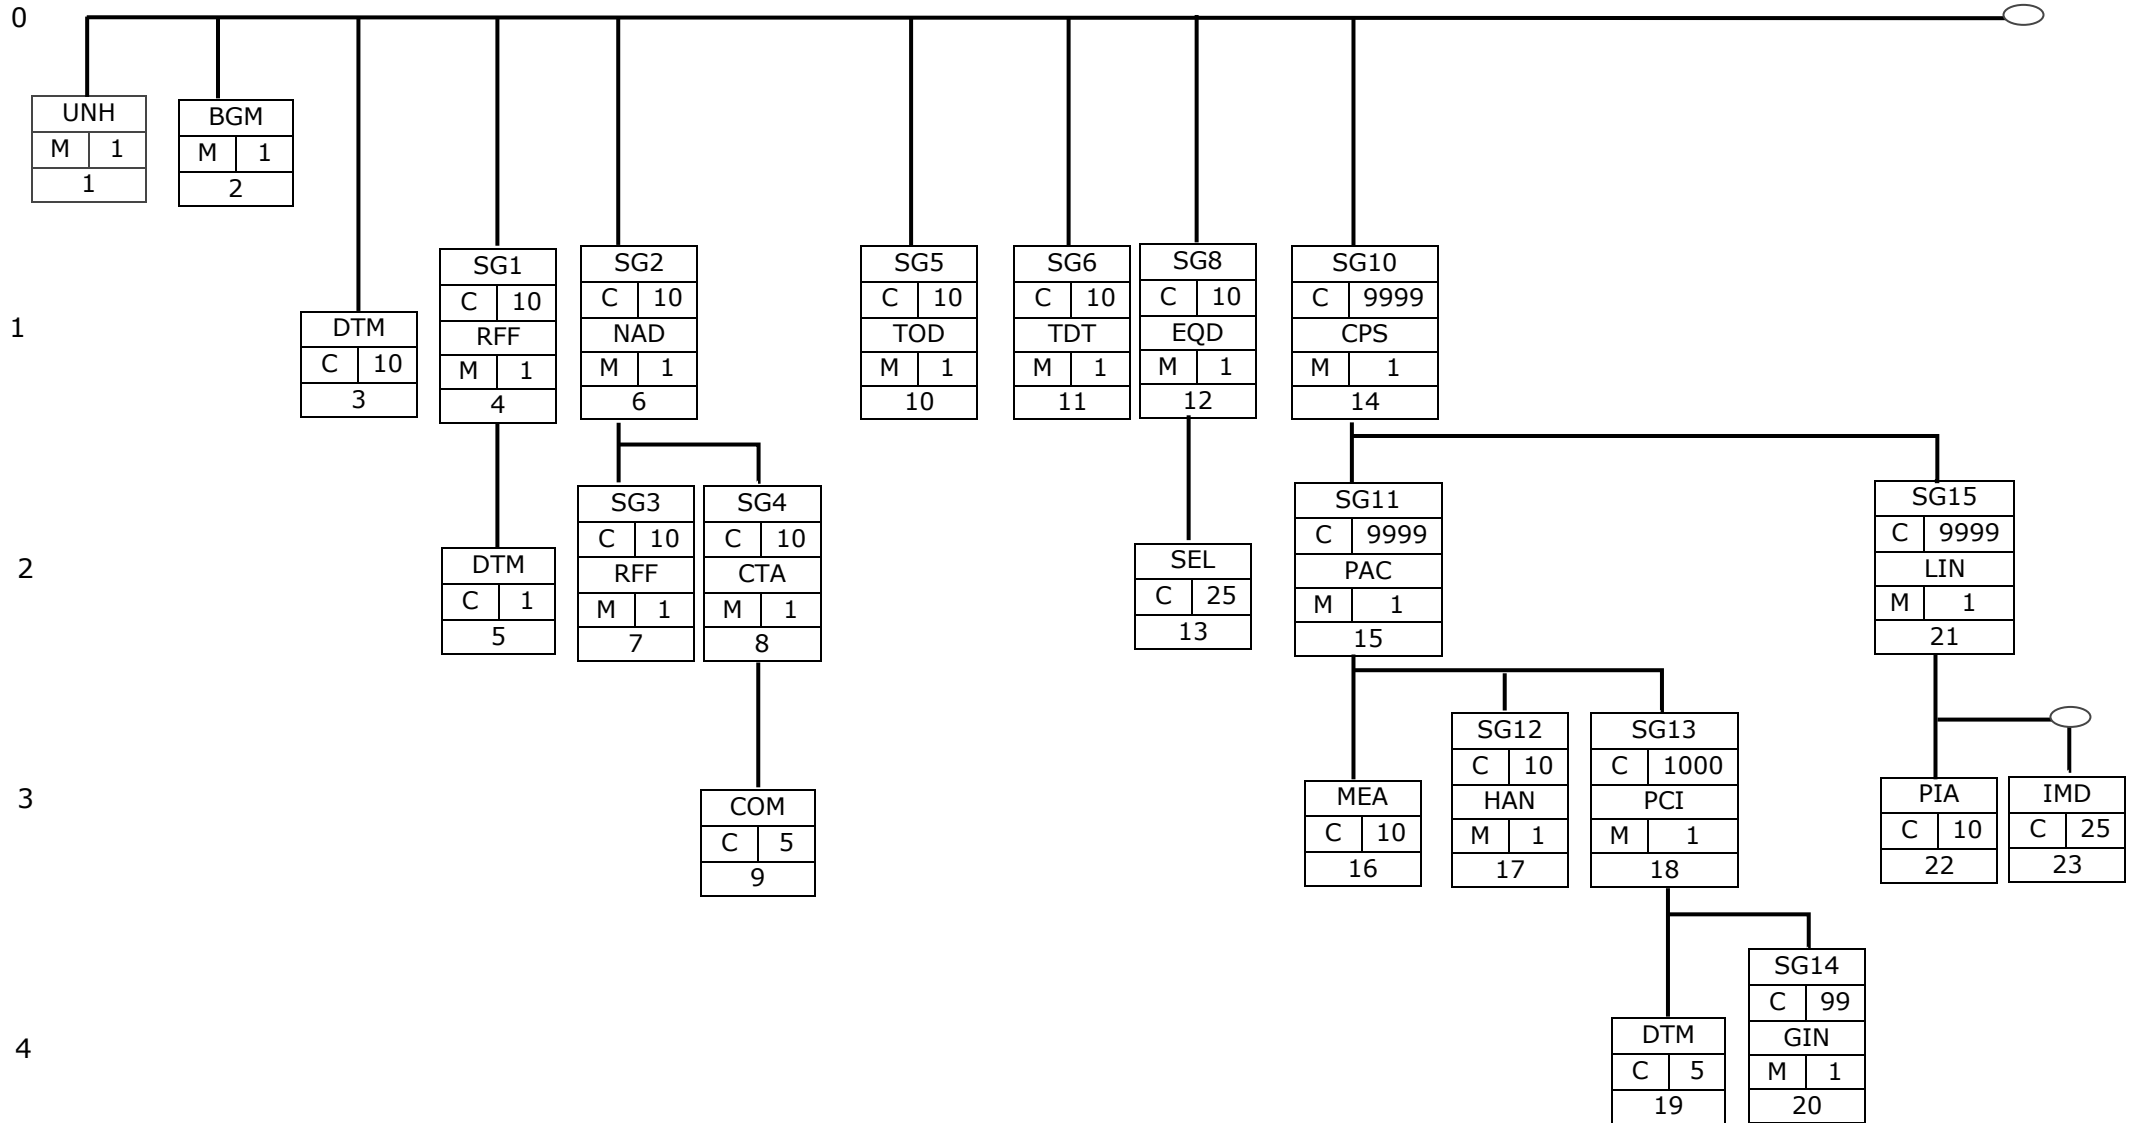 0
UNH
M 1
1
BGM
M 1
2
1
DTM
C 10
3
SG1
C 10
RFF
M 1
4
SG2
C 10
NAD
M 1
6
SG5
C 10
TOD
M 1
10
SG6
C 10
TDT
M 1
11
SG8
C 10
EQD
M 1
12
SG10
C 9999
CPS
M 1
14
2
DTM
C 1
5
SG3
C 10
RFF
M 1
7
SG4
C 10
CTA
M 1
8
SEL
C 25
13
SG11
C 9999
PAC
M 1
15
SG15
C 9999
LIN
M 1
21
3
COM
C 5
9
MEA
C 10
16
SG12
C 10
HAN
M 1
17
SG13
C 1000
PCI
M 1
18
PIA
C 10
22
IMD
C 25
23
4
DTM
C 5
19
SG14
C 99
GIN
M 1
20